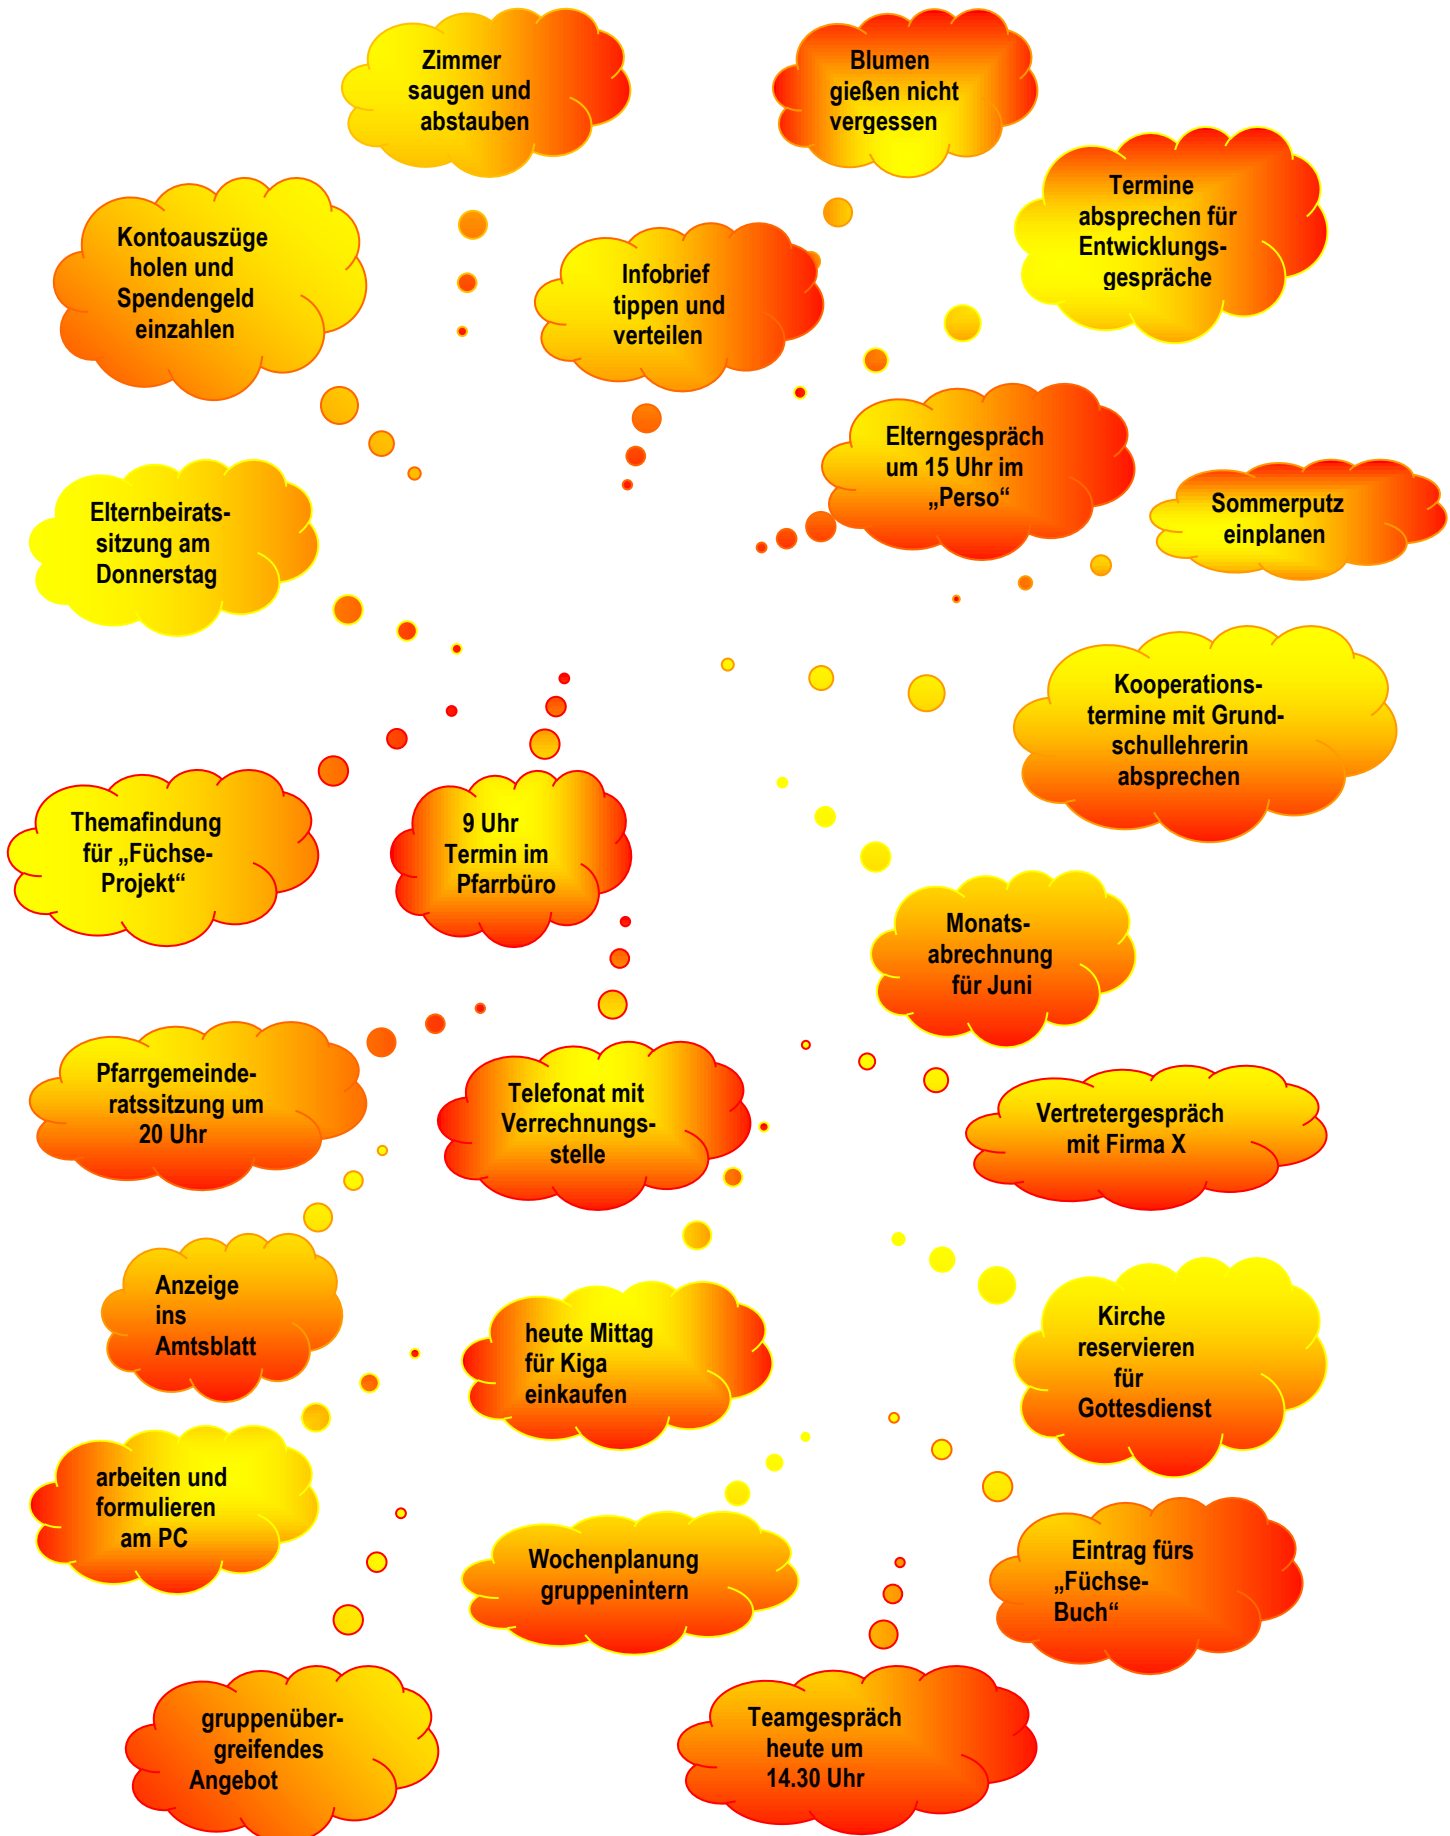 Zimmer
saugen und
abstauben
Blumen
gießen nicht
vergessen
Termine
absprechen für
Entwicklungs-
gespräche
Kontoauszüge
holen und
Spendengeld
einzahlen
Infobrief
tippen und
verteilen
Elterngespräch
um 15 Uhr im
„Perso“
Sommerputz
einplanen
Elternbeirats-
sitzung am
Donnerstag
Kooperations-
termine mit Grund-
schullehrerin
absprechen
Themafindung
für „Füchse-
Projekt“
9 Uhr
Termin im
Pfarrbüro
Monats-
abrechnung
für Juni
Pfarrgemeinde-
ratssitzung um
20 Uhr
Telefonat mit
Verrechnungs-
stelle
Vertretergespräch
mit Firma X
Anzeige
ins
Amtsblatt
heute Mittag
für Kiga
einkaufen
Kirche
reservieren
für
Gottesdienst
arbeiten und
formulieren
am PC
Wochenplanung
gruppenintern
Eintrag fürs
„Füchse-
Buch“
gruppenüber-
greifendes
Angebot
Teamgespräch
heute um
14.30 Uhr